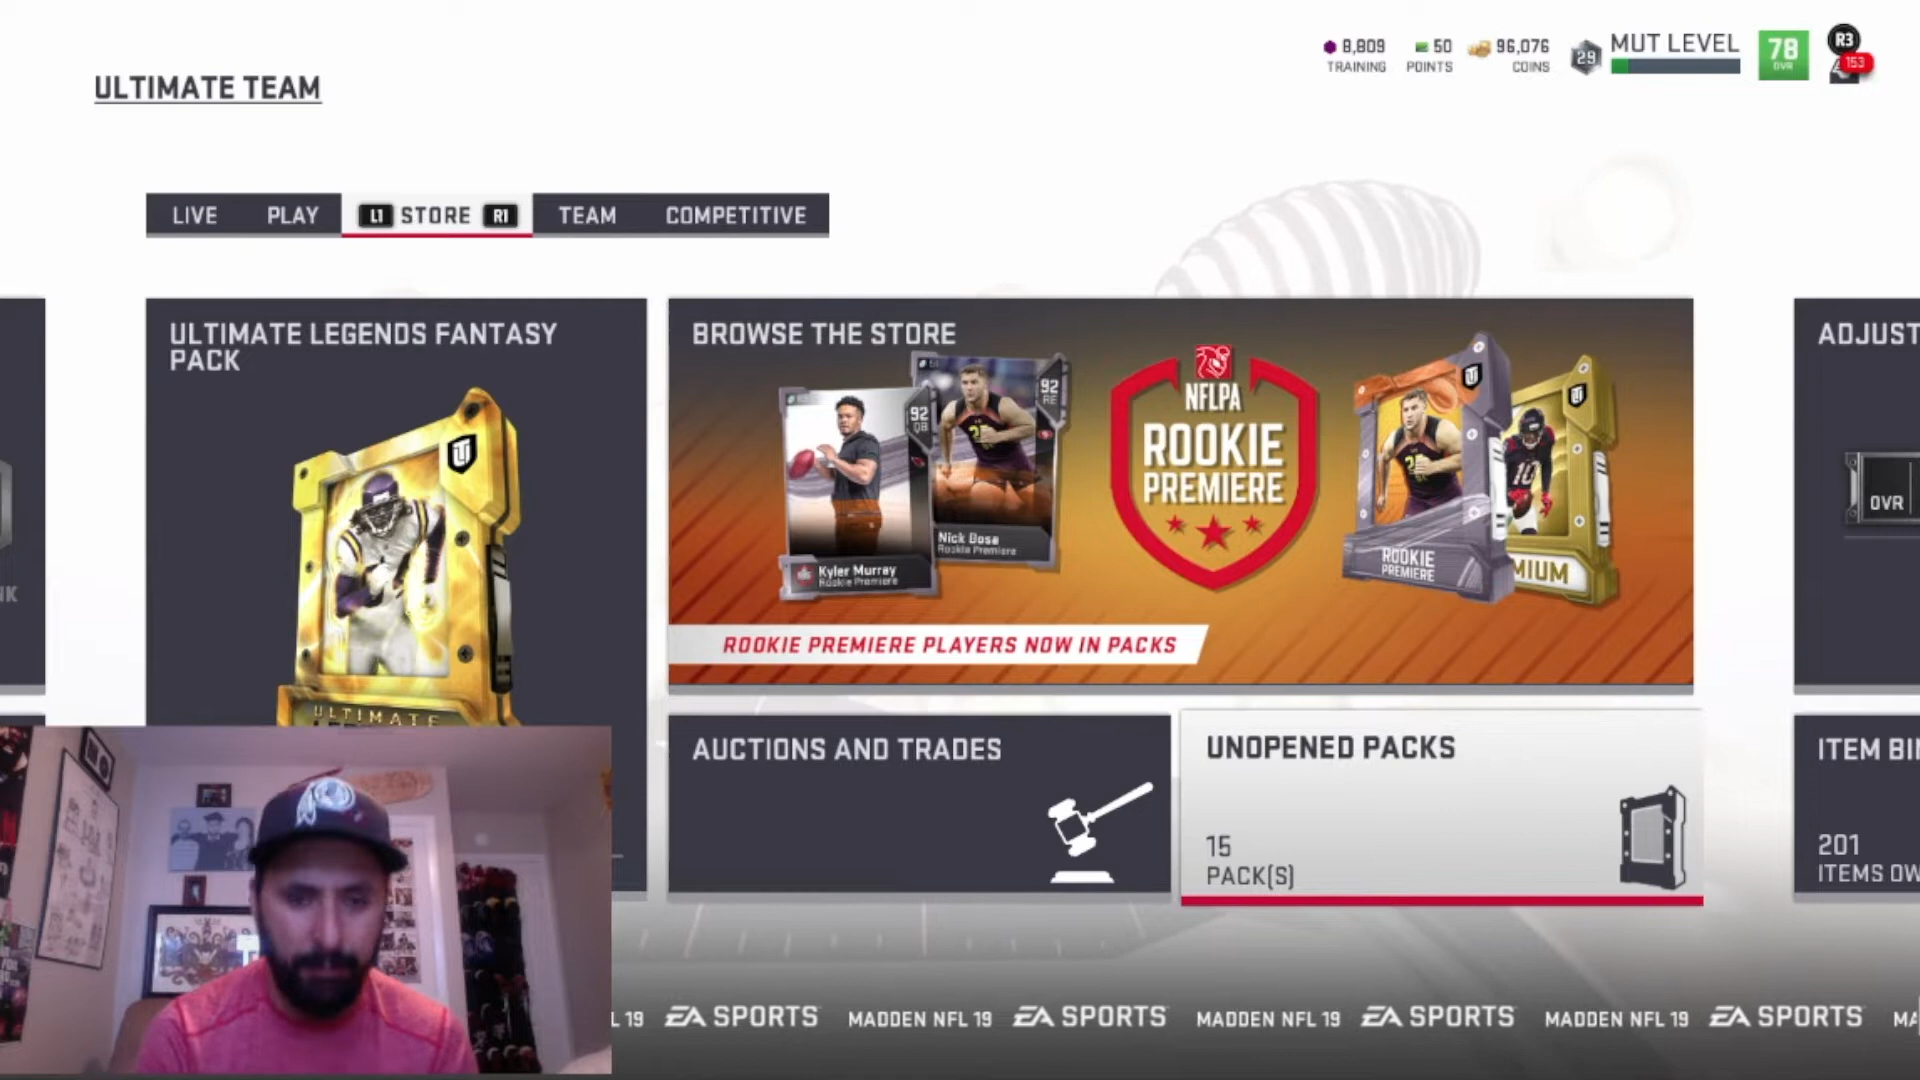 8,809
TRAINING
50
POINTS
96,076
COINS
29
MUT LEVEL
78
OVR
R3
153
ULTIMATE TEAM
LIVE
PLAY
L1 STORE R1
TEAM
COMPETITIVE
ULTIMATE LEGENDS FANTASY
PACK
ULTIMATE
BROWSE THE STORE
92
QB
Kyler Murray
Rookie Premiere
92
RE
Nick Bosa
Rookie Premiere
NFLPA
ROOKIE
PREMIERE
ROOKIE
PREMIERE
MIUM
ROOKIE PREMIERE PLAYERS NOW IN PACKS
ADJUST
OVR
NK
AUCTIONS AND TRADES
UNOPENED PACKS
15
PACK(S)
ITEM BI
201
ITEMS OW
L 19 EA SPORTS MADDEN NFL 19 EA SPORTS MADDEN NFL 19 EA SPORTS MADDEN NFL 19 EA SPORTS MA